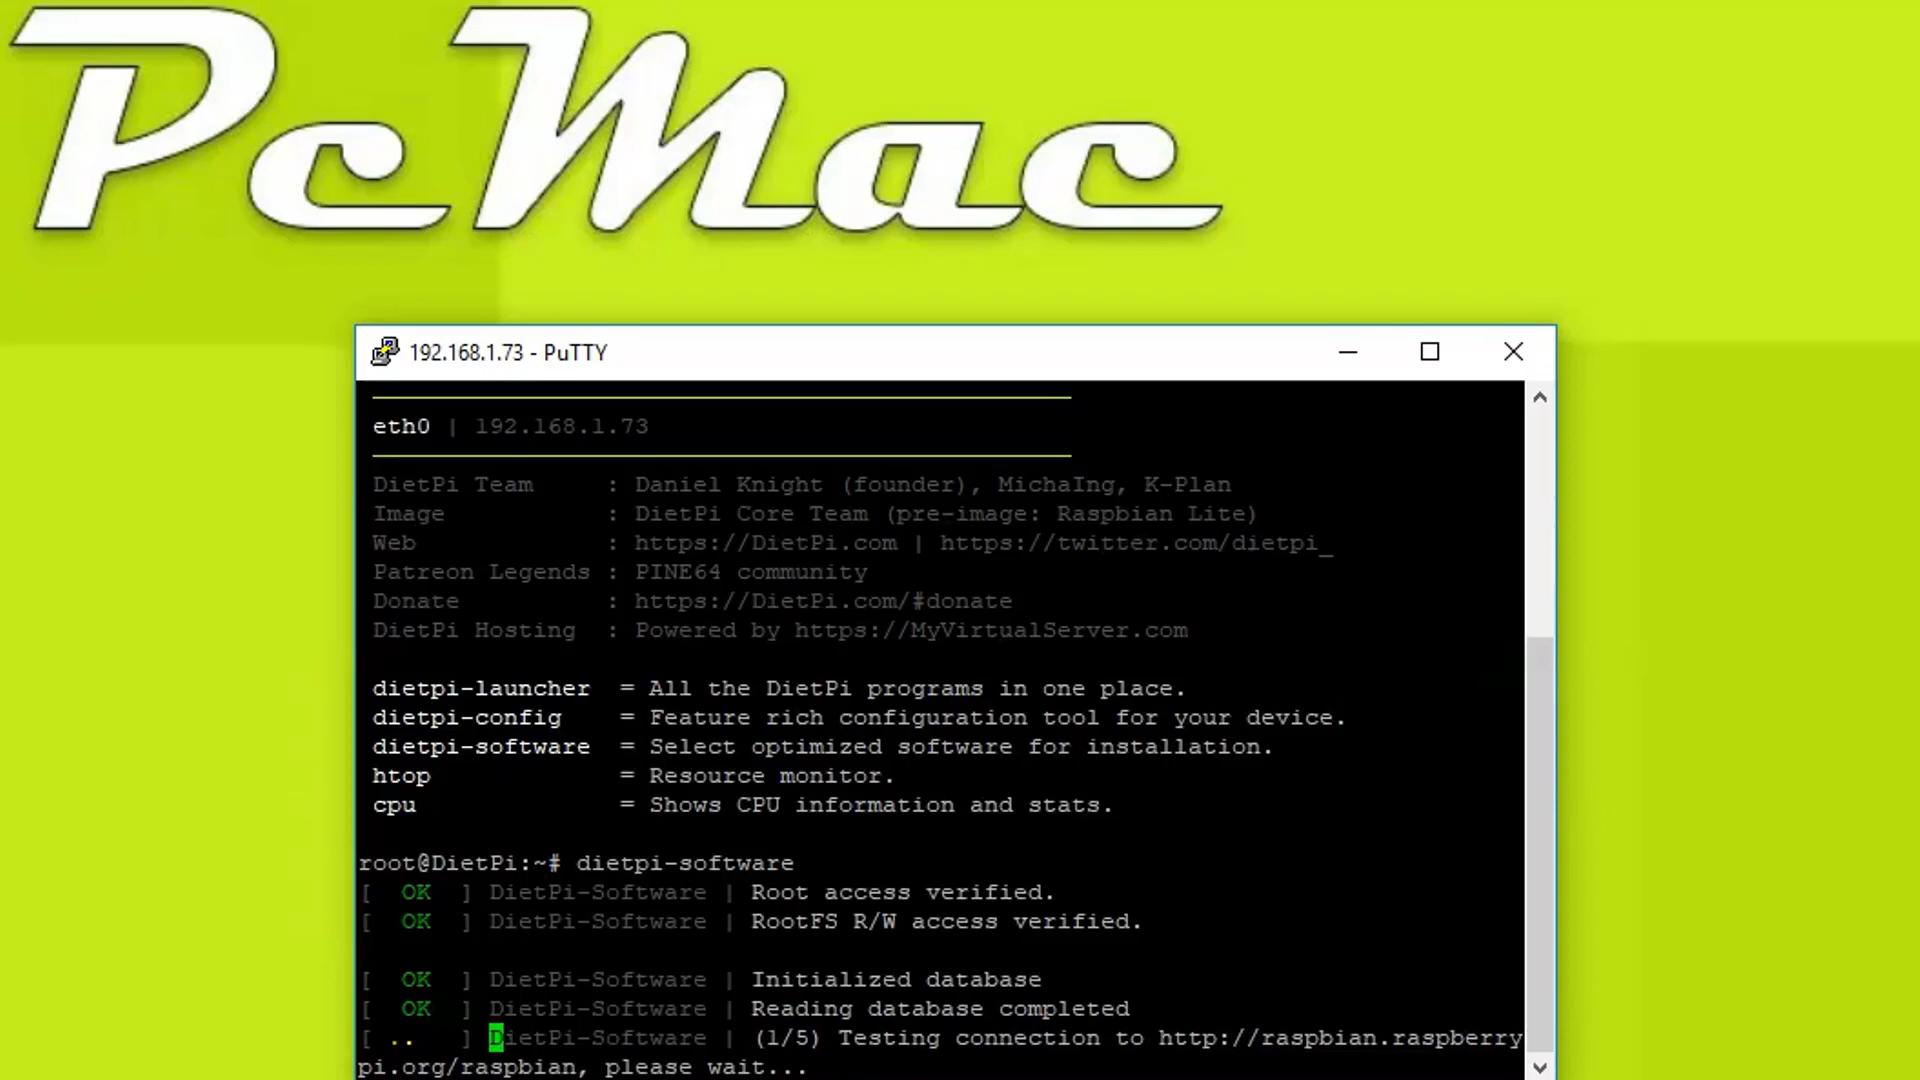 PcMac
192.168.1.73 - PuTTY
eth0 | 192.168.1.73
DietPi Team     : Daniel Knight (founder), MichaIng, K-Plan
Image           : DietPi Core Team (pre-image: Raspbian Lite)
Web             : https://DietPi.com | https://twitter.com/dietpi_
Patreon Legends : PINE64 community
Donate          : https://DietPi.com/#donate
DietPi Hosting  : Powered by https://MyVirtualServer.com
dietpi-launcher  = All the DietPi programs in one place.
dietpi-config    = Feature rich configuration tool for your device.
dietpi-software  = Select optimized software for installation.
htop             = Resource monitor.
cpu              = Shows CPU information and stats.
root@DietPi:~# dietpi-software
[  OK  ] DietPi-Software | Root access verified.
[  OK  ] DietPi-Software | RootFS R/W access verified.
[  OK  ] DietPi-Software | Initialized database
[  OK  ] DietPi-Software | Reading database completed
[ ..   ] DietPi-Software | (1/5) Testing connection to http://raspbian.raspberry
pi.org/raspbian, please wait...